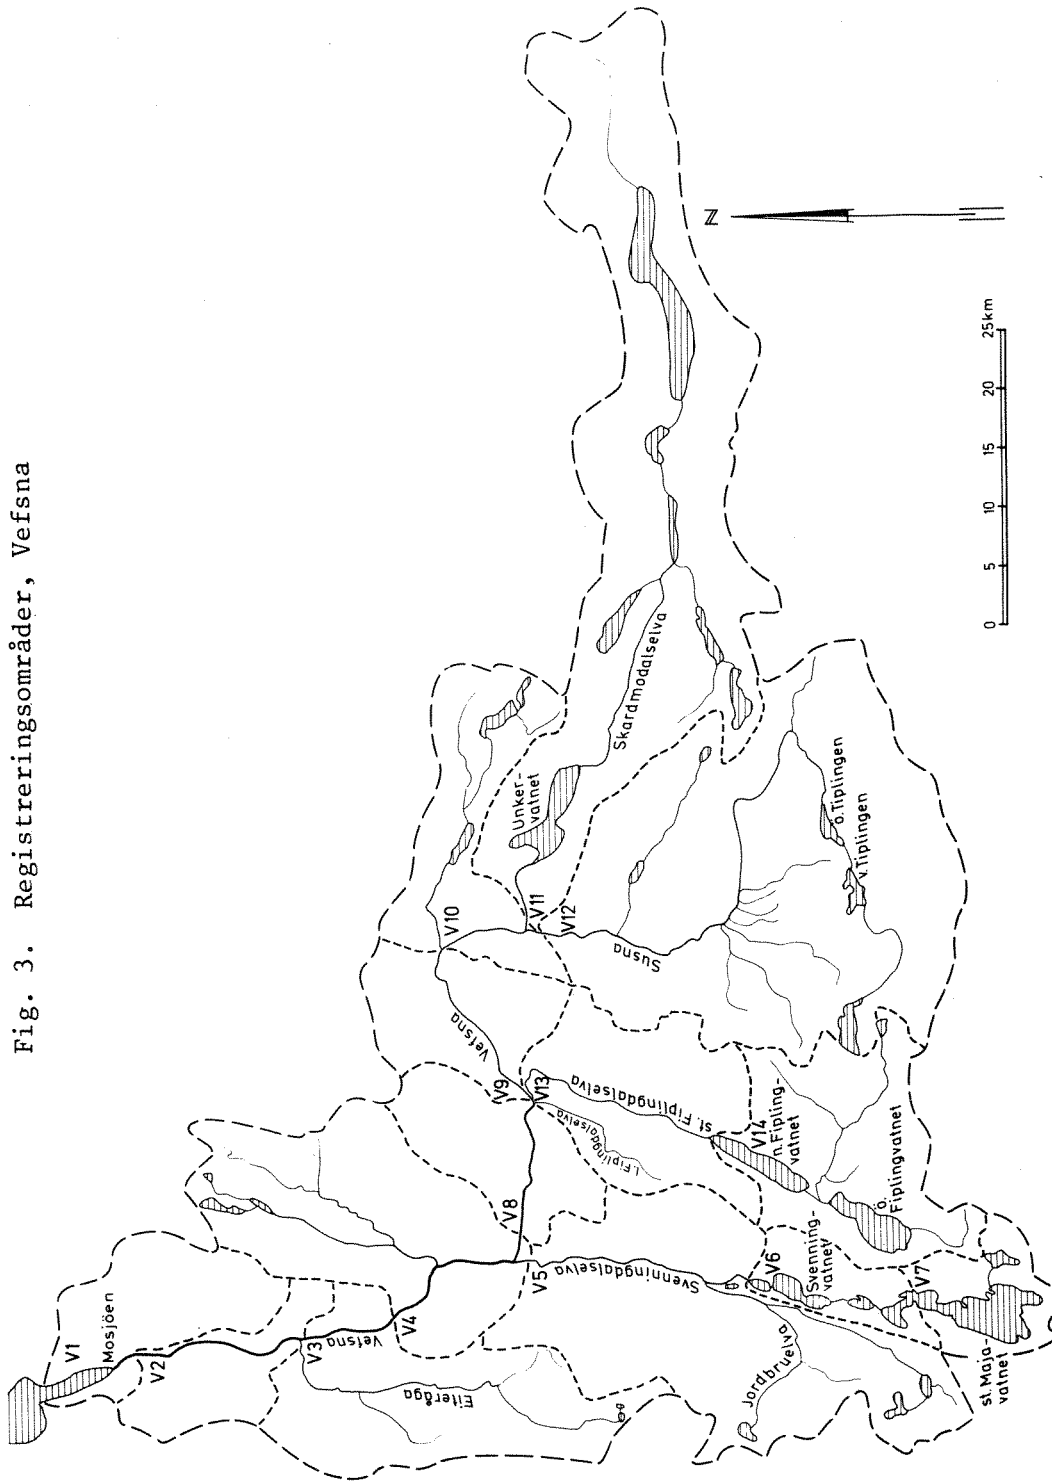 Fig. 3. Registreringsområder, Vefsna
V1
Mosjöen
V2
V3
Vefsna
V4
Eiteråga
V5
Svenningdalselva
V6
Svenning-
vatnet
V7
st. Maja-
vatnet
Jordbruelva
V8
V9
Vefsna
V13
st. Fiplingdalselva
l. Fiplingdalselva
V14
n. Fipling-
vatnet
ö.
Fiplingvatnet
V10
V11
V12
Susna
Unker-
vatnet
Skardmodalselva
ö. Tiplingen
v. Tiplingen
N
0 5 10 15 20 25 km